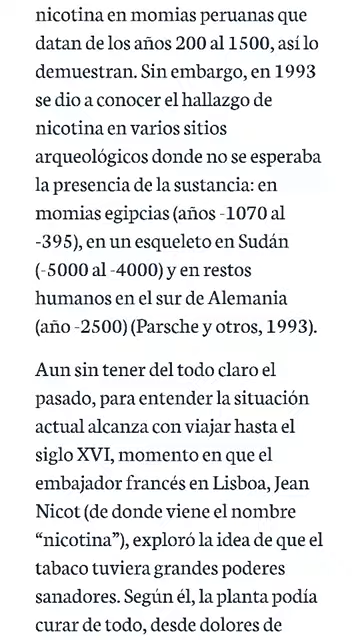 nicotina en momias peruanas que
datan de los años 200 al 1500, así lo
demuestran. Sin embargo, en 1993
se dio a conocer el hallazgo de
nicotina en varios sitios
arqueológicos donde no se esperaba
la presencia de la sustancia: en
momias egipcias (años -1070 al
-395), en un esqueleto en Sudán
(-5000 al -4000) y en restos
humanos en el sur de Alemania
(año -2500) (Parsche y otros, 1993).
Aun sin tener del todo claro el
pasado, para entender la situación
actual alcanza con viajar hasta el
siglo XVI, momento en que el
embajador francés en Lisboa, Jean
Nicot (de donde viene el nombre
“nicotina”), exploró la idea de que el
tabaco tuviera grandes poderes
sanadores. Según él, la planta podía
curar de todo, desde dolores de